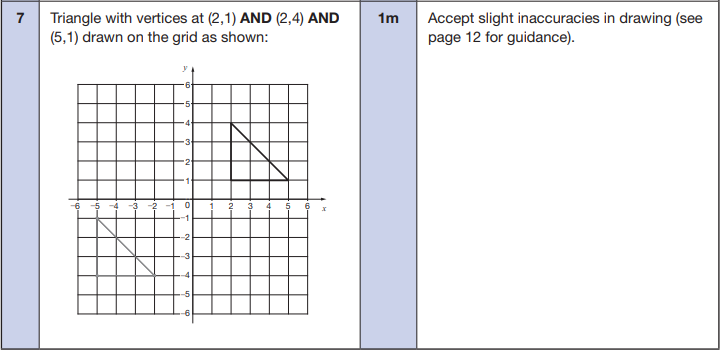 7
Triangle with vertices at (2,1) AND (2,4) AND
(5,1) drawn on the grid as shown:
1m
Accept slight inaccuracies in drawing (see
page 12 for guidance).
y
6
5
4
3
2
1
–6 –5 –4 –3 –2 –1 0 1 2 3 4 5 6 x
–1
–2
–3
–4
–5
–6